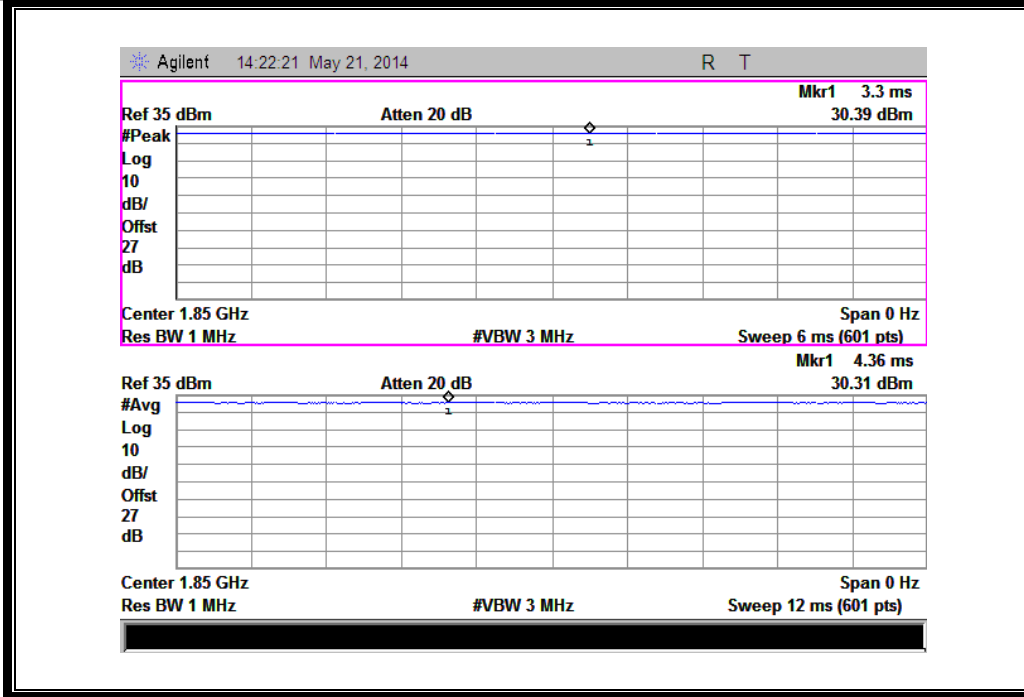 Agilent 14:22:21 May 21, 2014 R T
Mkr1 3.3 ms
Ref 35 dBm Atten 20 dB 30.39 dBm
#Peak
1
Log
10
dB/
Offst
27
dB
Center 1.85 GHz Span 0 Hz
Res BW 1 MHz #VBW 3 MHz Sweep 6 ms (601 pts)
Mkr1 4.36 ms
Ref 35 dBm Atten 20 dB 30.31 dBm
#Avg
1
Log
10
dB/
Offst
27
dB
Center 1.85 GHz Span 0 Hz
Res BW 1 MHz #VBW 3 MHz Sweep 12 ms (601 pts)